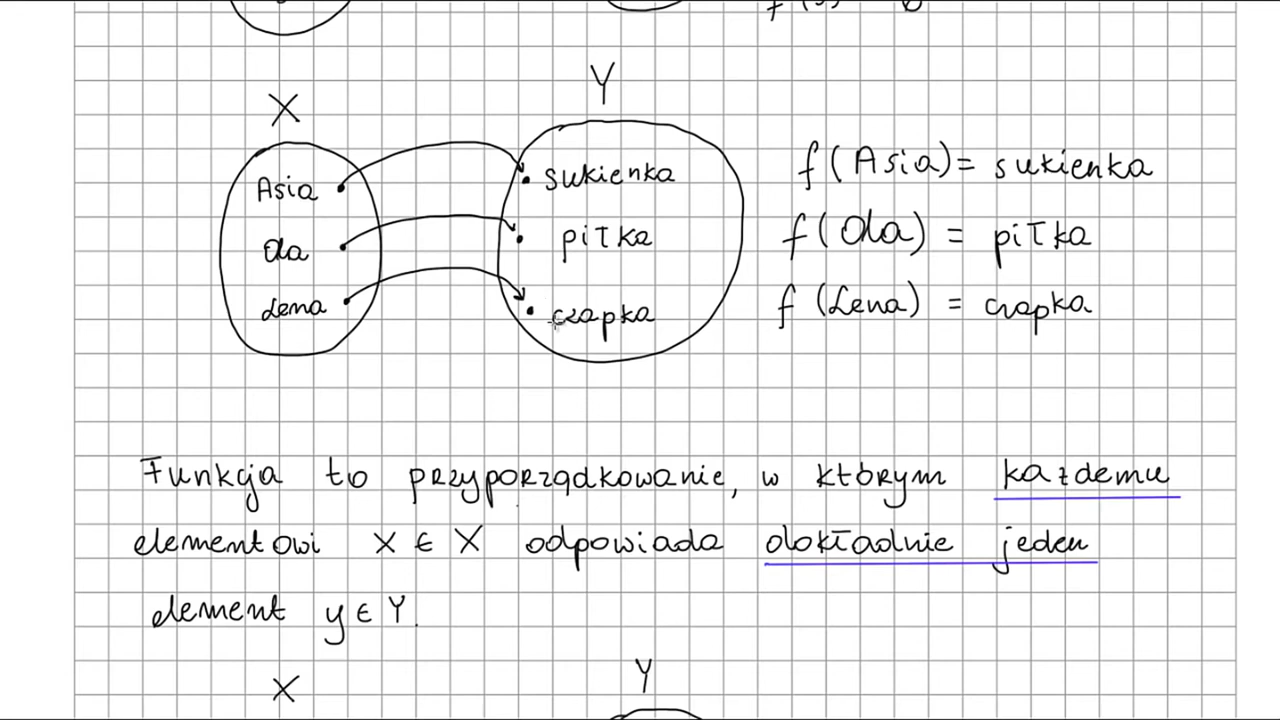 X
Y
Asia
Ola
Lena
sukienka
piłka
czapka
f(Asia) = sukienka
f(Ola) = piłka
f(Lena) = czapka
Funkcja to przyporządkowanie, w którym każdemu
elementowi x ∈ X odpowiada dokładnie jeden
element y ∈ Y.
X
Y